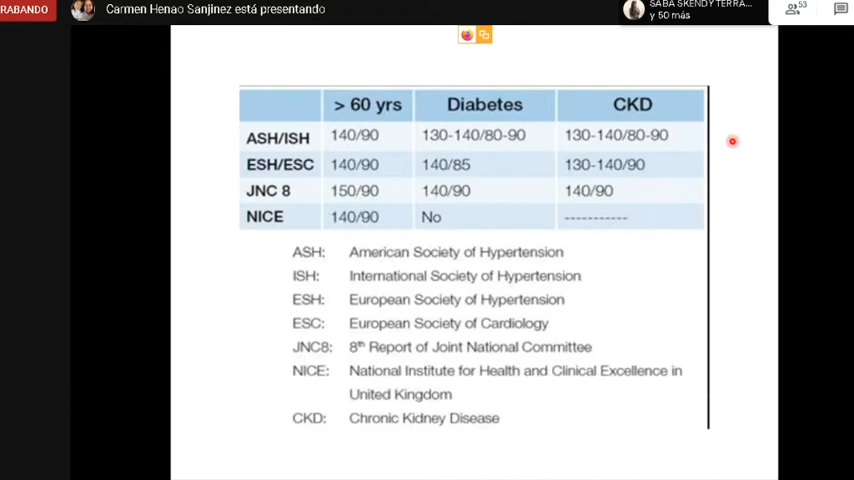 RABANDO
Carmen Henao Sanjinez está presentando
SABA SKENDY TERRA...
y 50 más
53
> 60 yrs Diabetes CKD
ASH/ISH 140/90 130-140/80-90 130-140/80-90
ESH/ESC 140/90 140/85 130-140/90
JNC 8 150/90 140/90 140/90
NICE 140/90 No -----------
ASH: American Society of Hypertension
ISH: International Society of Hypertension
ESH: European Society of Hypertension
ESC: European Society of Cardiology
JNC8: 8th Report of Joint National Committee
NICE: National Institute for Health and Clinical Excellence in
United Kingdom
CKD: Chronic Kidney Disease